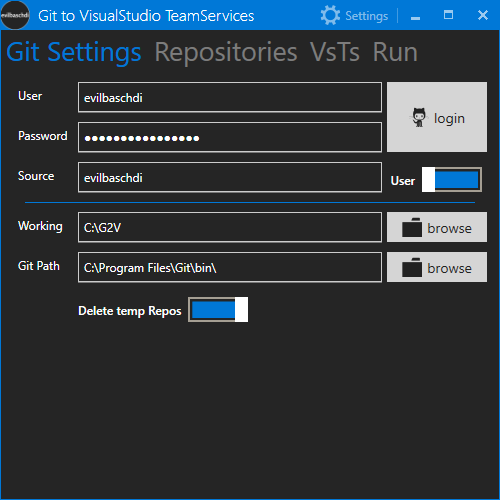 evilbaschdi Git to VisualStudio TeamServices Settings
Git Settings Repositories VsTs Run
User evilbaschdi login
Password ●●●●●●●●●●●●●●●●
Source evilbaschdi User
Working C:\G2V browse
Git Path C:\Program Files\Git\bin\ browse
Delete temp Repos